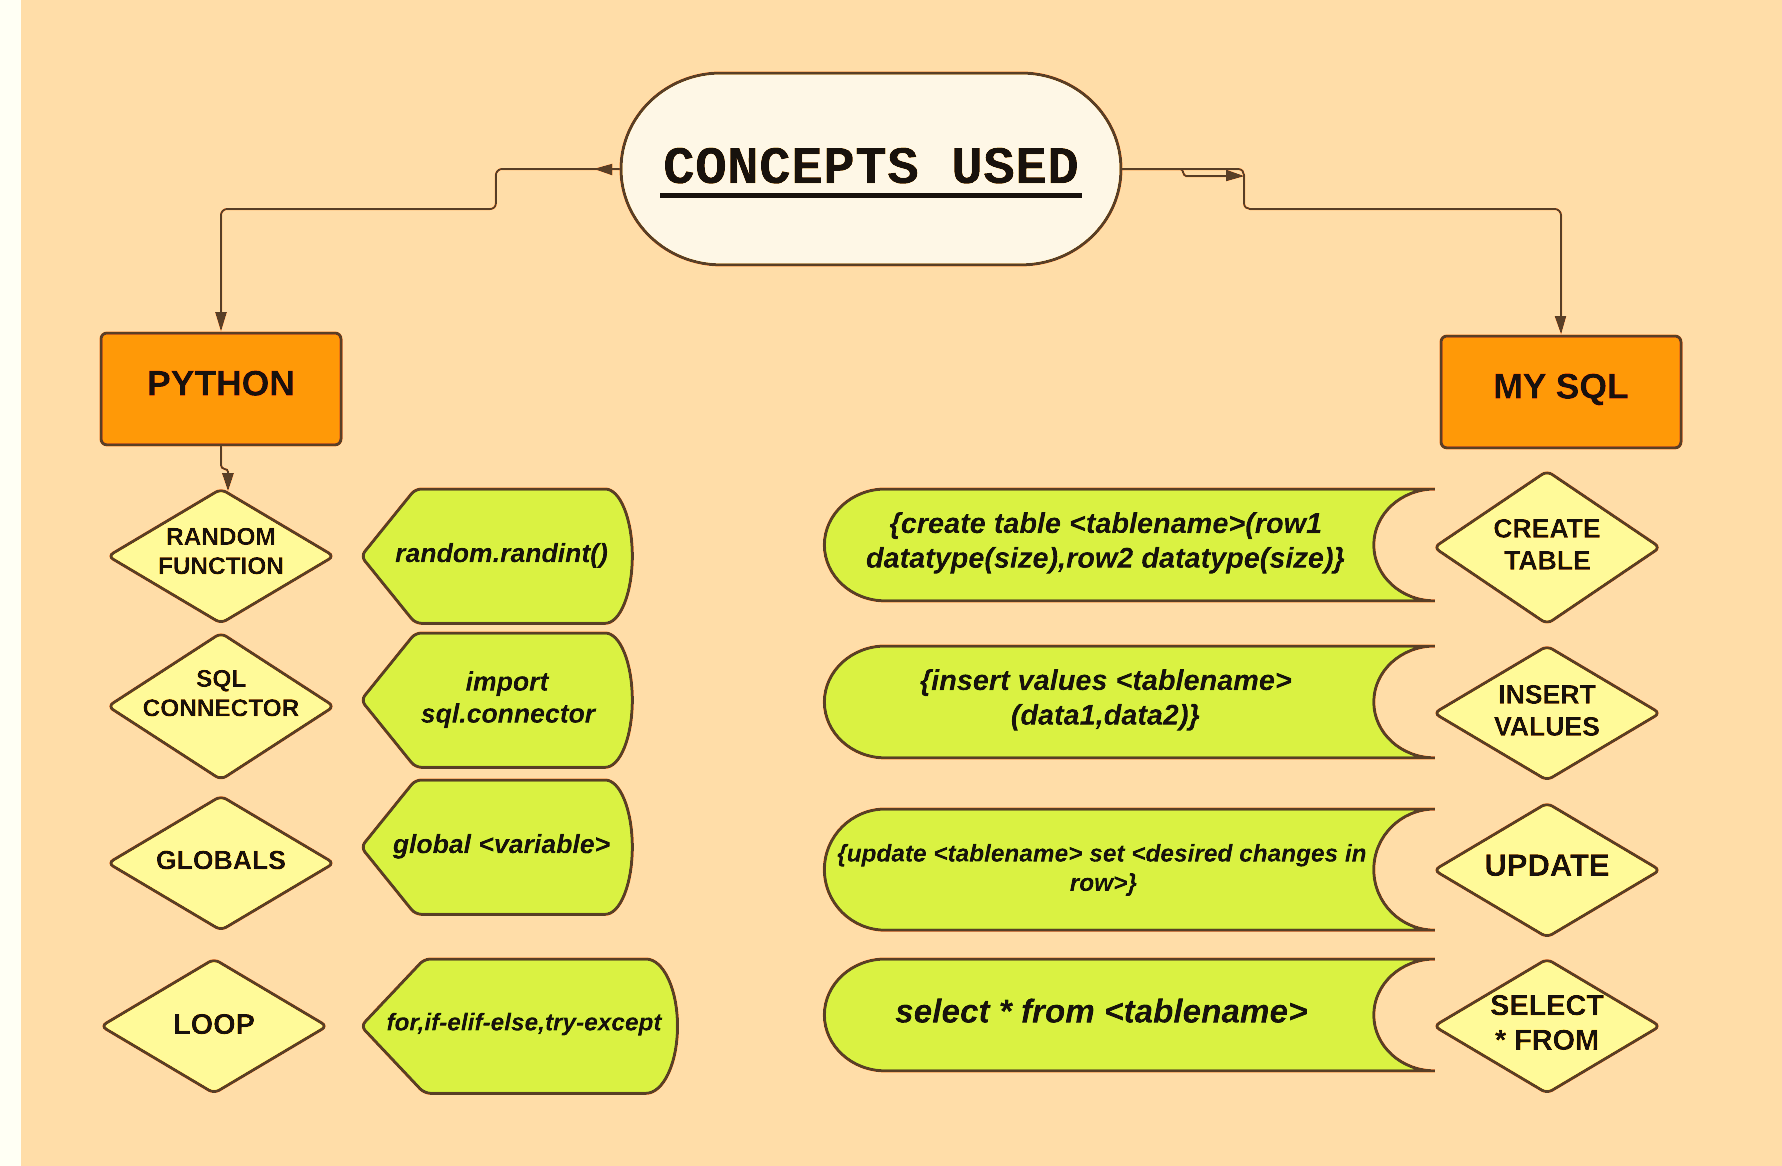 CONCEPTS USED
PYTHON
MY SQL
RANDOM
FUNCTION
random.randint()
SQL
CONNECTOR
import
sql.connector
GLOBALS
global <variable>
LOOP
for,if-elif-else,try-except
{create table <tablename>(row1
datatype(size),row2 datatype(size)}
CREATE
TABLE
{insert values <tablename>
(data1,data2)}
INSERT
VALUES
{update <tablename> set <desired changes in
row>}
UPDATE
select * from <tablename>
SELECT
* FROM